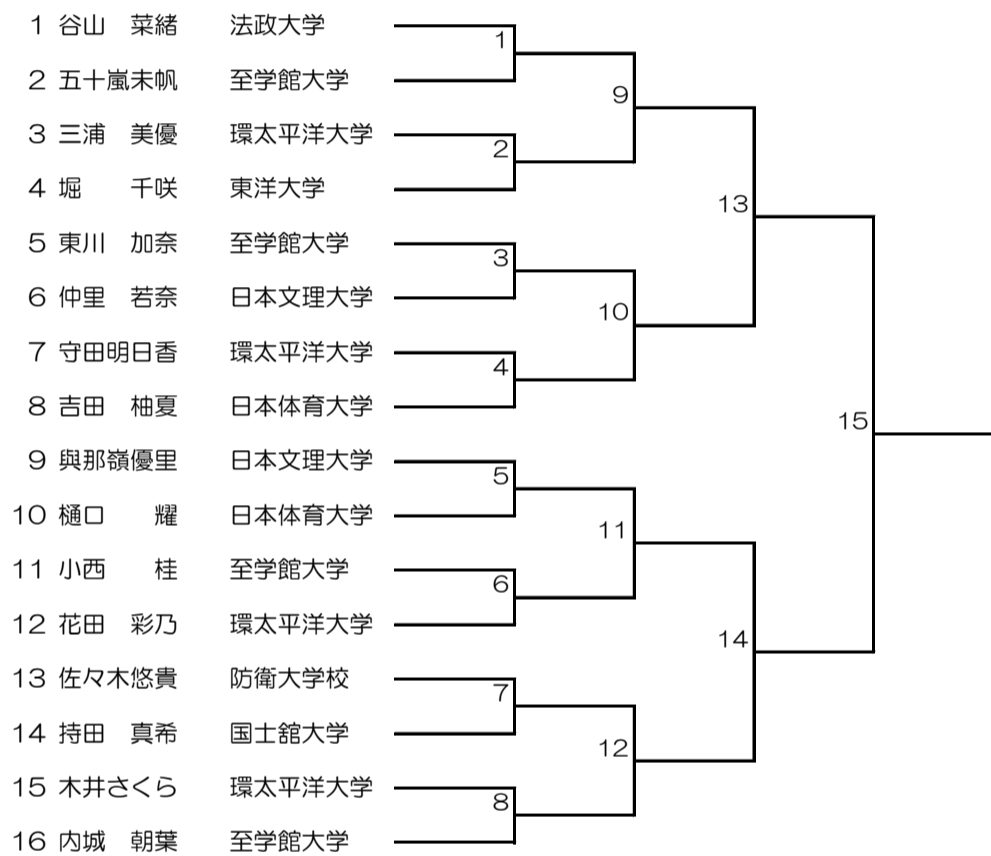 1 谷山　菜緒　法政大学
2 五十嵐未帆　至学館大学
3 三浦　美優　環太平洋大学
4 堀　　千咲　東洋大学
5 東川　加奈　至学館大学
6 仲里　若奈　日本文理大学
7 守田明日香　環太平洋大学
8 吉田　柚夏　日本体育大学
9 與那嶺優里　日本文理大学
10 樋口　　耀　日本体育大学
11 小西　　桂　至学館大学
12 花田　彩乃　環太平洋大学
13 佐々木悠貴　防衛大学校
14 持田　真希　国士舘大学
15 木井さくら　環太平洋大学
16 内城　朝葉　至学館大学
1
2
3
4
5
6
7
8
9
10
11
12
13
14
15